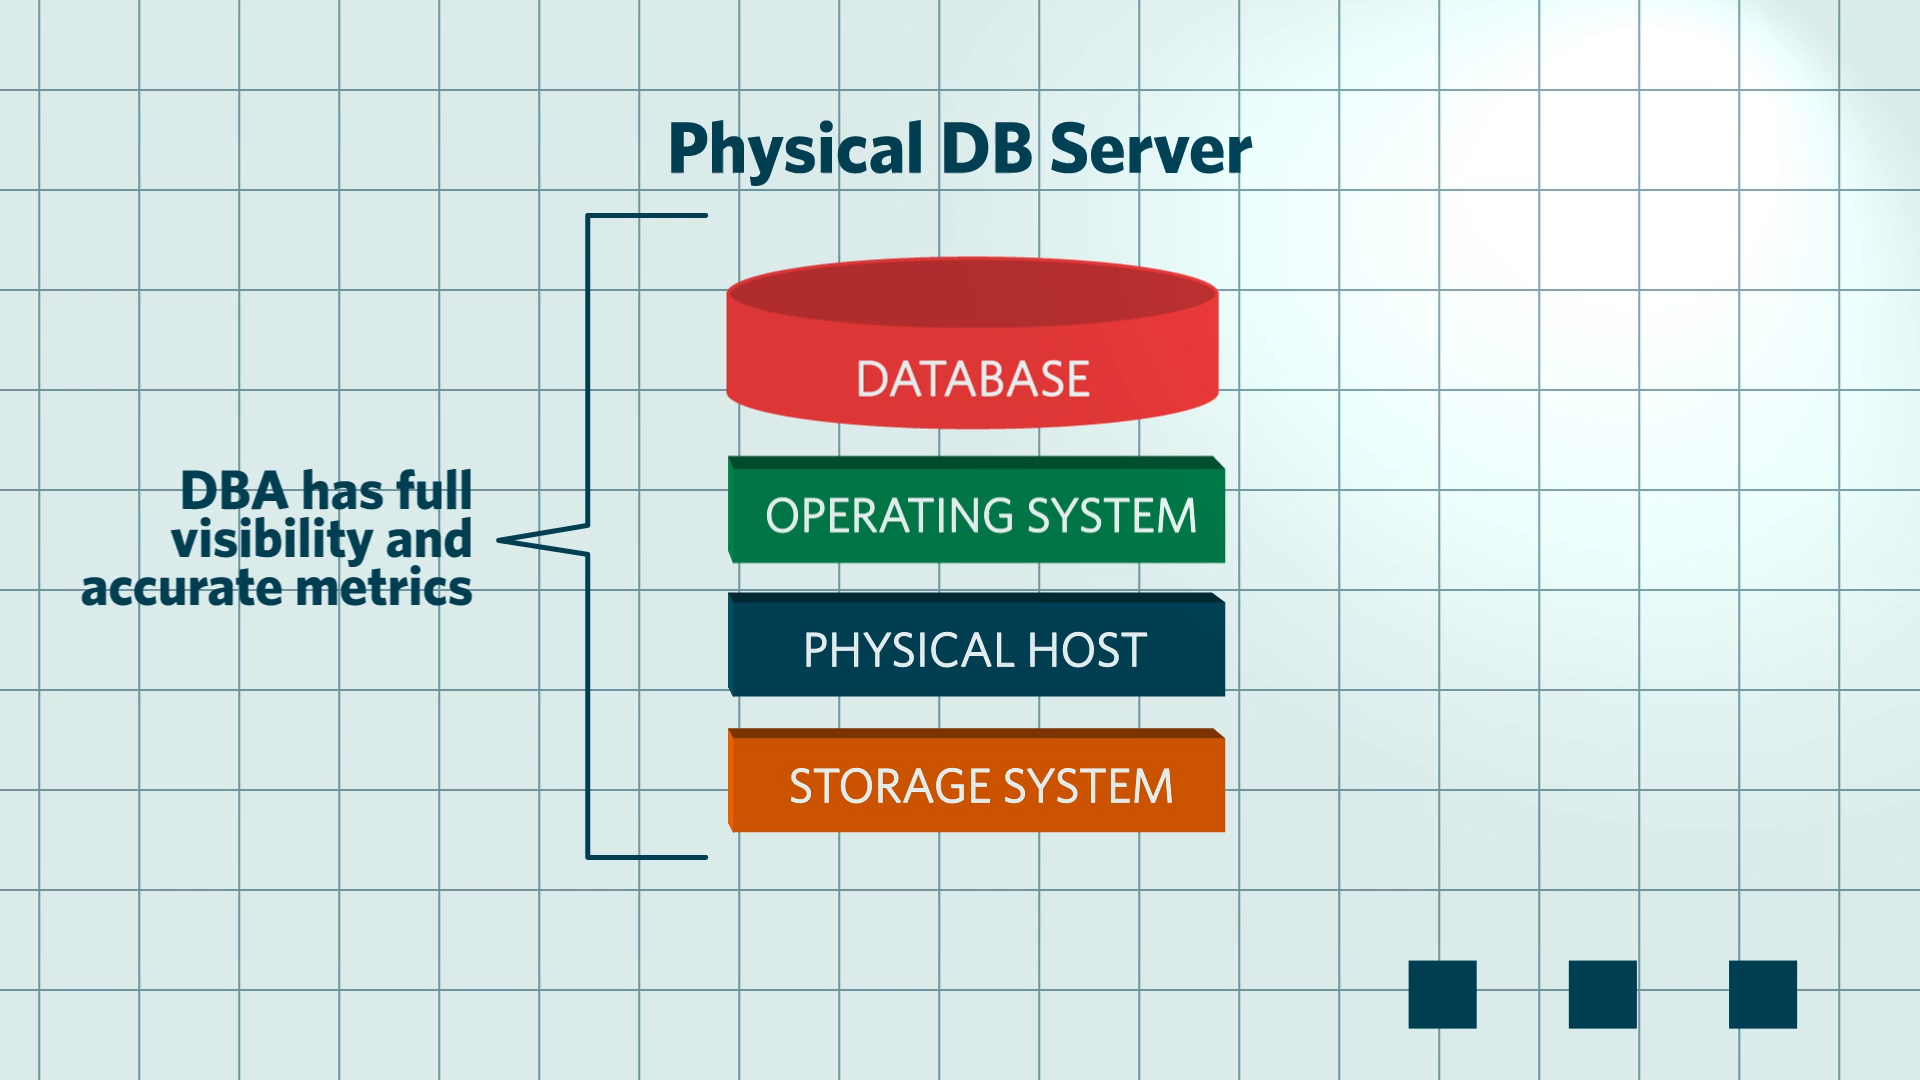 Physical DB Server
DATABASE
DBA has full
visibility and
accurate metrics
OPERATING SYSTEM
PHYSICAL HOST
STORAGE SYSTEM